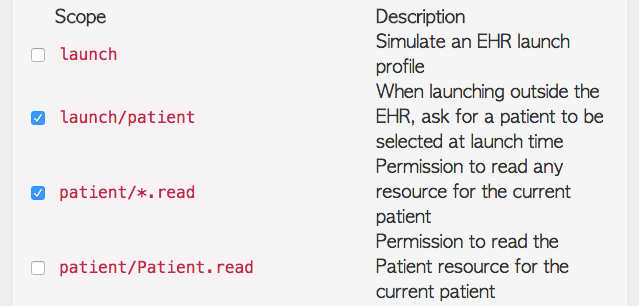 Scope Description
launch Simulate an EHR launch
profile
When launching outside the
launch/patient EHR, ask for a patient to be
selected at launch time
Permission to read any
patient/*.read resource for the current
patient
Permission to read the
patient/Patient.read Patient resource for the
current patient